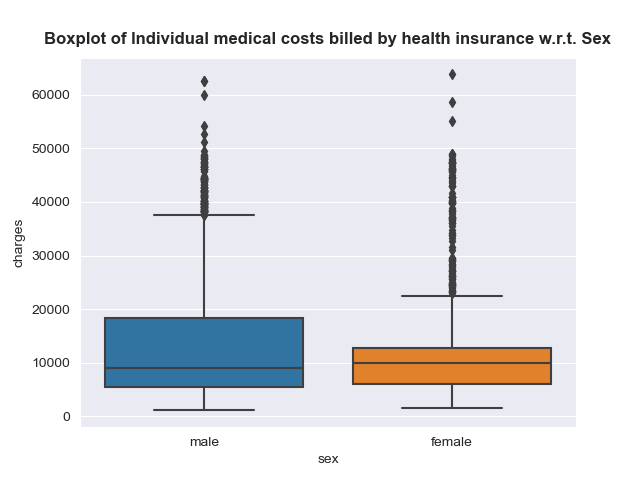 Boxplot of Individual medical costs billed by health insurance w.r.t. Sex
60000
50000
40000
30000
20000
10000
0
charges
male female
sex